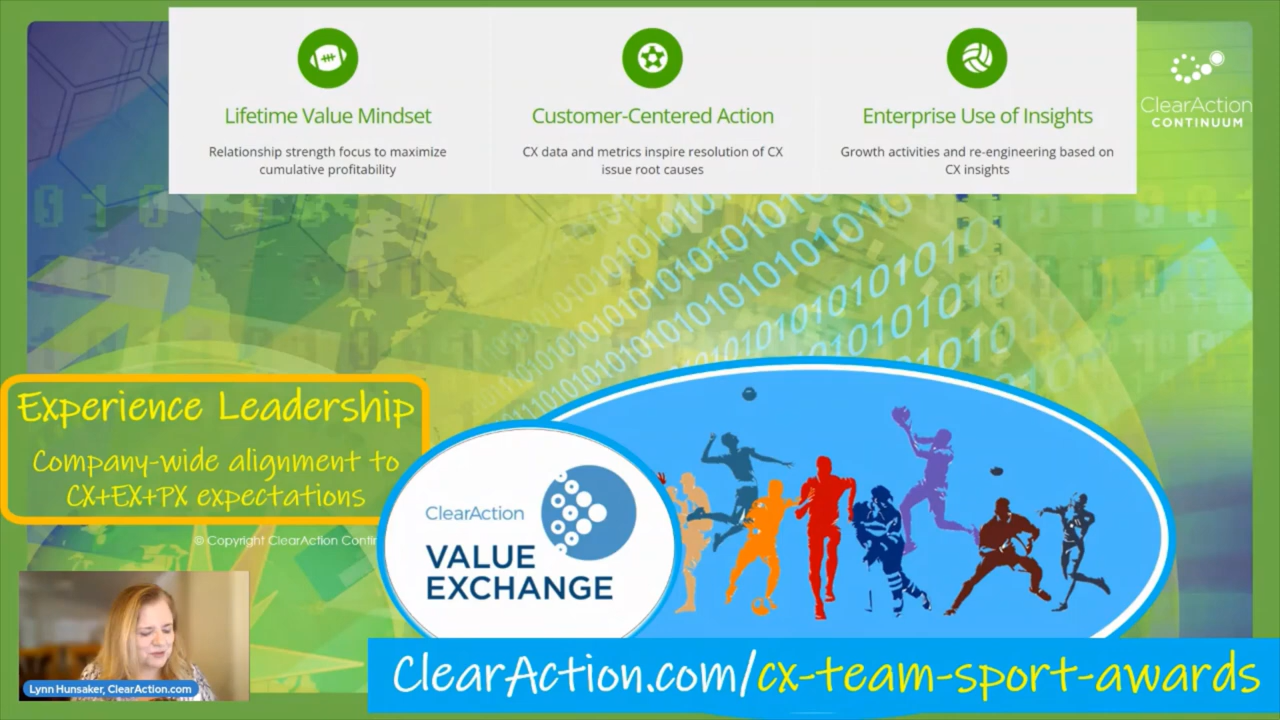 Lifetime Value Mindset
Relationship strength focus to maximize
cumulative profitability
Customer-Centered Action
CX data and metrics inspire resolution of CX
issue root causes
Enterprise Use of Insights
Growth activities and re-engineering based on
CX insights
ClearAction
CONTINUUM
Experience Leadership
Company-wide alignment to
CX+EX+PX expectations
© Copyright ClearAction
ClearAction
VALUE
EXCHANGE
Lynn Hunsaker, ClearAction.com
ClearAction.com/cx-team-sport-awards